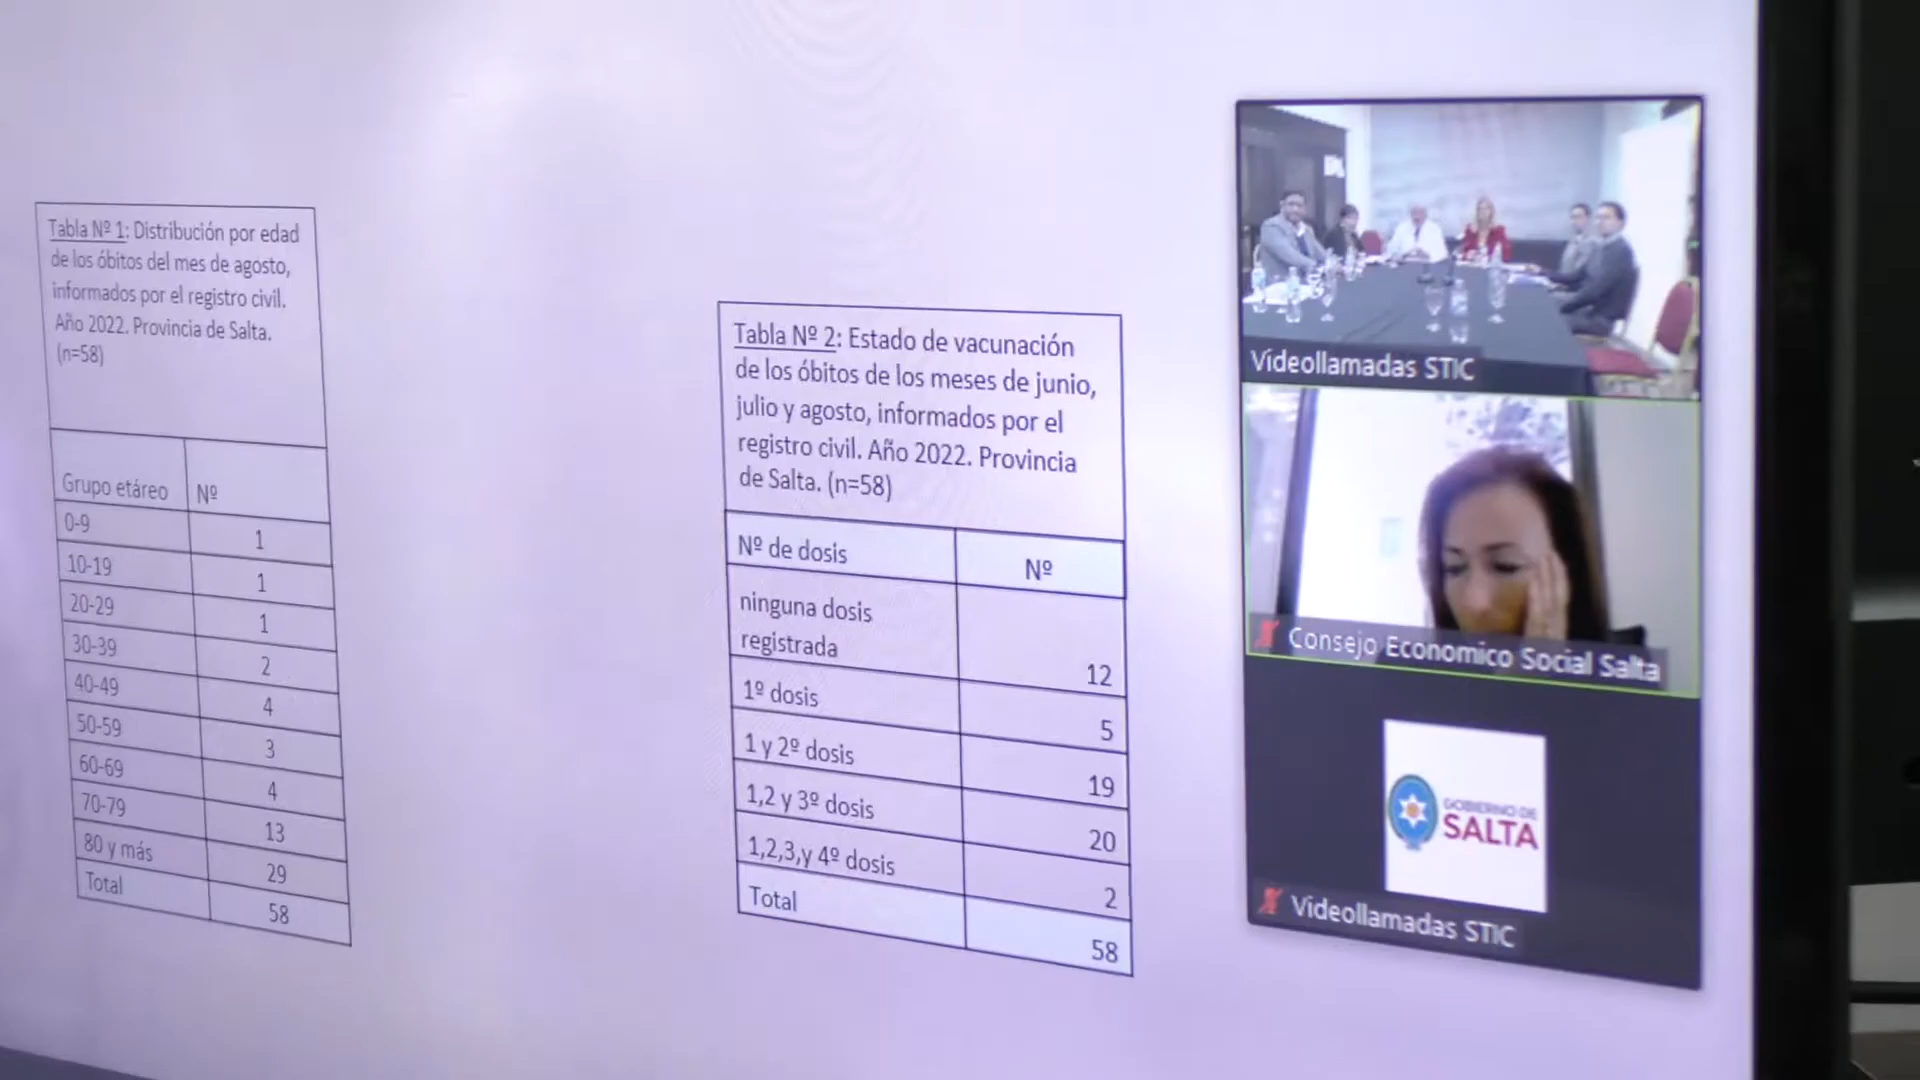 Tabla Nº 1: Distribución por edad
de los óbitos del mes de agosto,
informados por el registro civil.
Año 2022. Provincia de Salta.
(n=58)
Grupo etáreo Nº
0-9 1
10-19 1
20-29 1
30-39 2
40-49 4
50-59 3
60-69 4
70-79 13
80 y más 29
Total 58
Tabla Nº 2: Estado de vacunación
de los óbitos de los meses de junio,
julio y agosto, informados por el
registro civil. Año 2022. Provincia
de Salta. (n=58)
Nº de dosis Nº
ninguna dosis
registrada 12
1º dosis 5
1 y 2º dosis 19
1,2 y 3º dosis 20
1,2,3,y 4º dosis 2
Total 58
Videollamadas STIC
Consejo Economico Social Salta
GOBIERNO DE
SALTA
Videollamadas STIC